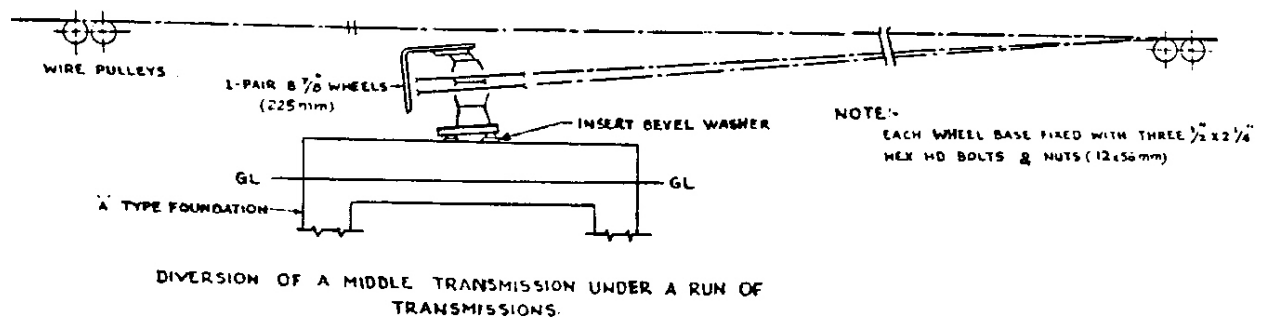 WIRE PULLEYS
1-PAIR 8 7/8" WHEELS
(225mm)
INSERT BEVEL WASHER
NOTE:-
EACH WHEEL BASE FIXED WITH THREE 1/2" X 2 1/4"
HEX HD BOLTS & NUTS (12x56mm)
GL
GL
"A" TYPE FOUNDATION
DIVERSION OF A MIDDLE TRANSMISSION UNDER A RUN OF
TRANSMISSIONS.